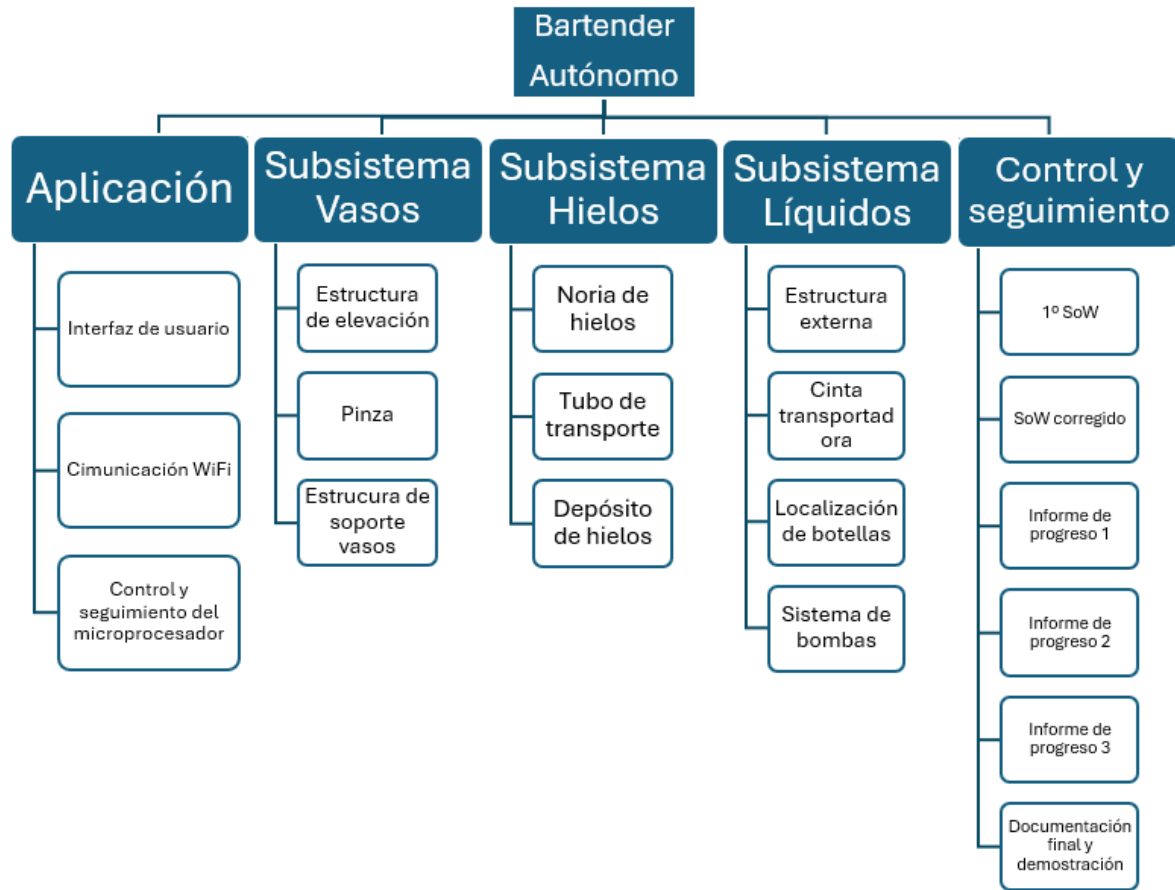 Bartender
Autónomo
Aplicación
Interfaz de usuario
Cimunicación WiFi
Control y
seguimiento del
microprocesador
Subsistema
Vasos
Estructura
de elevación
Pinza
Estrucura de
soporte
vasos
Subsistema
Hielos
Noria de
hielos
Tubo de
transporte
Depósito
de hielos
Subsistema
Líquidos
Estructura
externa
Cinta
transportad
ora
Localización
de botellas
Sistema de
bombas
Control y
seguimiento
1º SoW
SoW corregido
Informe de
progreso 1
Informe de
progreso 2
Informe de
progreso 3
Documentación
final y
demostración